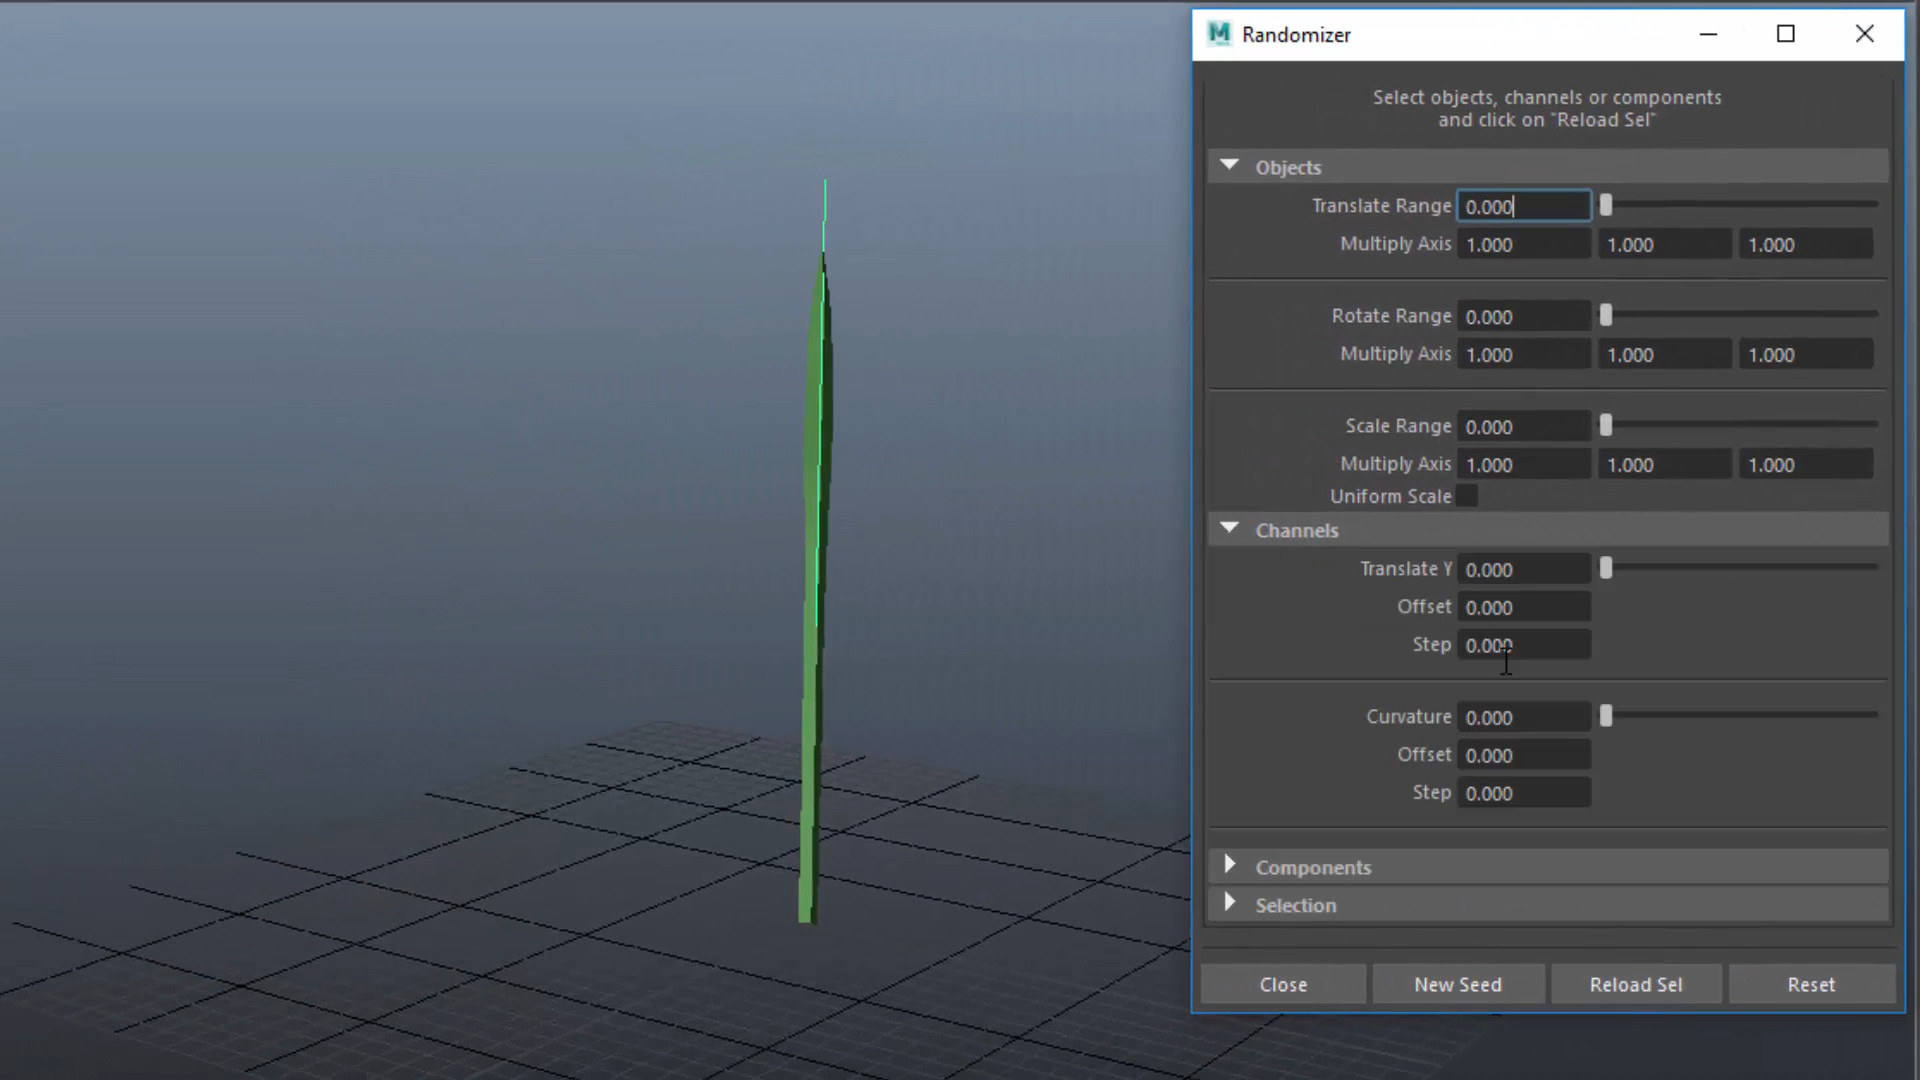 Randomizer
Select objects, channels or components
and click on "Reload Sel"
Objects
Translate Range 0.000
Multiply Axis 1.000 1.000 1.000
Rotate Range 0.000
Multiply Axis 1.000 1.000 1.000
Scale Range 0.000
Multiply Axis 1.000 1.000 1.000
Uniform Scale
Channels
Translate Y 0.000
Offset 0.000
Step 0.000
Curvature 0.000
Offset 0.000
Step 0.000
Components
Selection
Close New Seed Reload Sel Reset